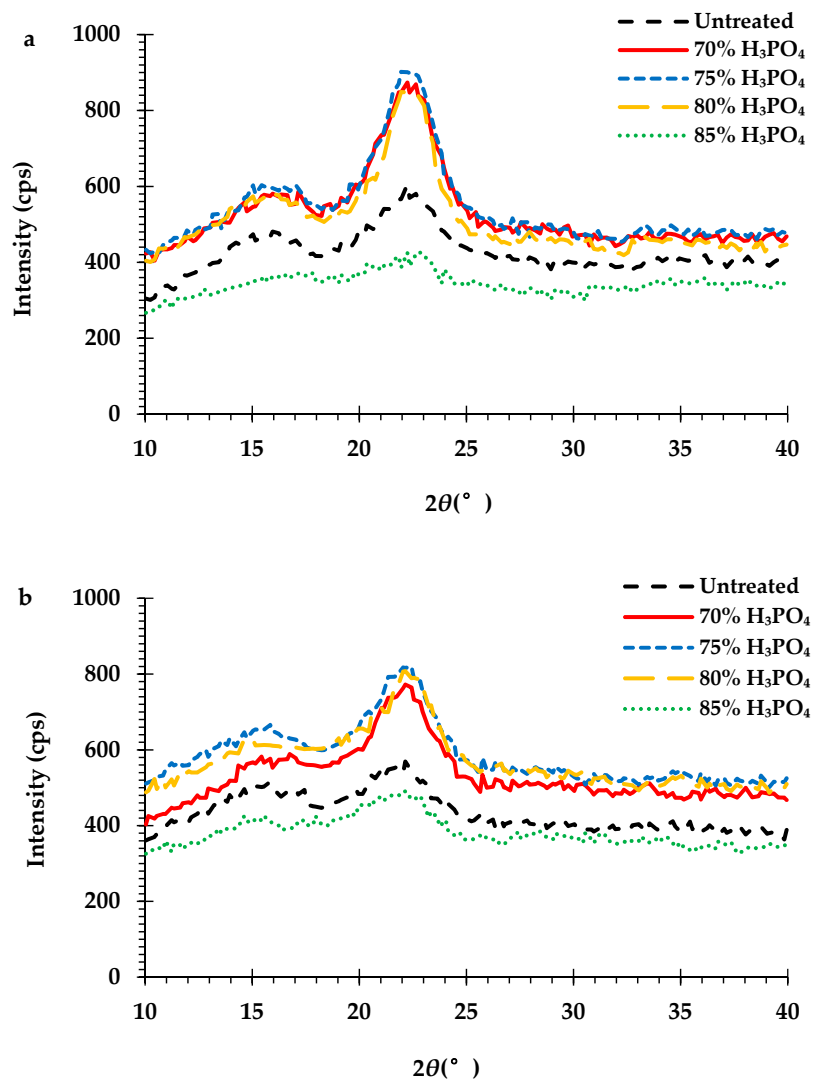 a
1000
800
600
400
200
0
Intensity (cps)
10 15 20 25 30 35 40
2θ(° )
Untreated
70% H₃PO₄
75% H₃PO₄
80% H₃PO₄
85% H₃PO₄
b
1000
800
600
400
200
0
Intensity (cps)
10 15 20 25 30 35 40
2θ(° )
Untreated
70% H₃PO₄
75% H₃PO₄
80% H₃PO₄
85% H₃PO₄